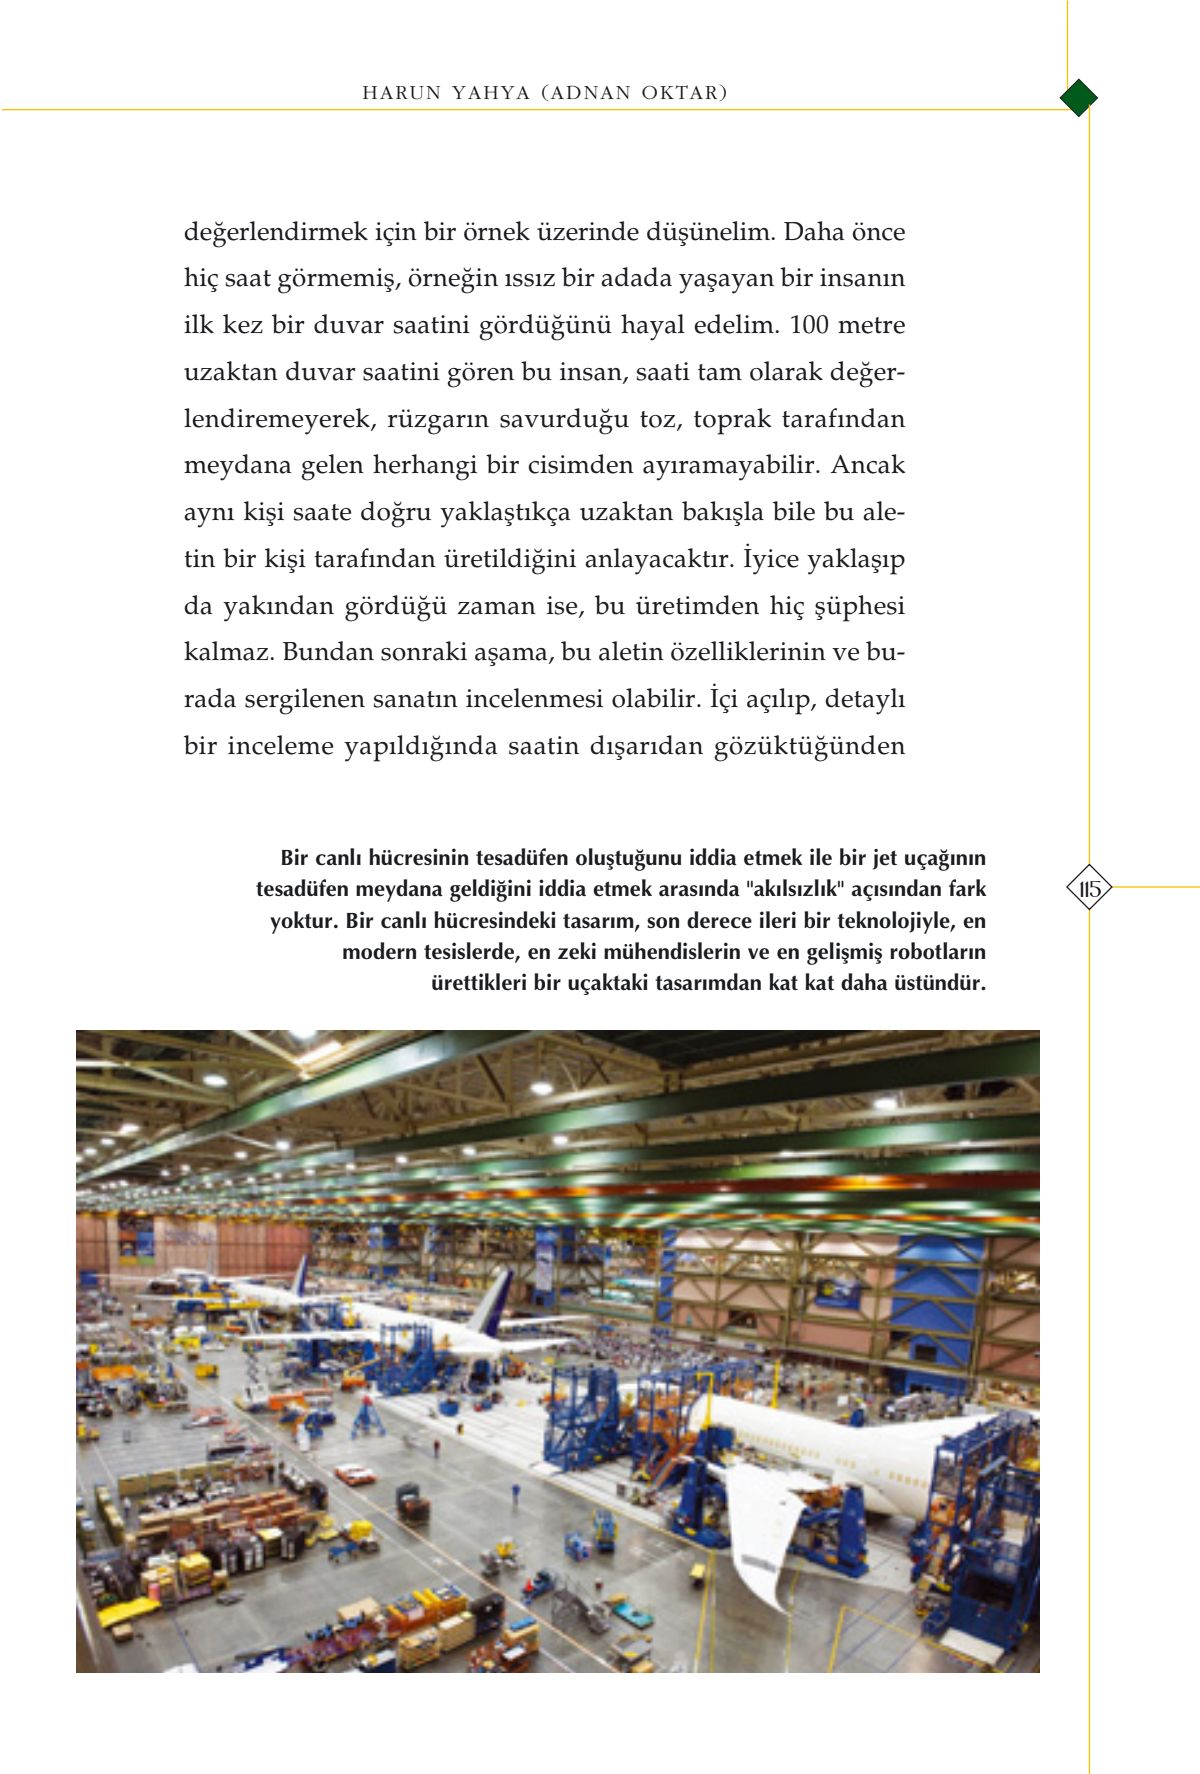 HARUN YAHYA (ADNAN OKTAR)
değerlendirmek için bir örnek üzerinde düşünelim. Daha önce
hiç saat görmemiş, örneğin ıssız bir adada yaşayan bir insanın
ilk kez bir duvar saatini gördüğünü hayal edelim. 100 metre
uzaktan duvar saatini gören bu insan, saati tam olarak değer-
lendiremeyerek, rüzgarın savurduğu toz, toprak tarafından
meydana gelen herhangi bir cisimden ayıramayabilir. Ancak
aynı kişi saate doğru yaklaştıkça uzaktan bakışla bile bu ale-
tin bir kişi tarafından üretildiğini anlayacaktır. İyice yaklaşıp
da yakından gördüğü zaman ise, bu üretimden hiç şüphesi
kalmaz. Bundan sonraki aşama, bu aletin özelliklerinin ve bu-
rada sergilenen sanatın incelenmesi olabilir. İçi açılıp, detaylı
bir inceleme yapıldığında saatin dışarıdan gözüktüğünden
Bir canlı hücresinin tesadüfen oluştuğunu iddia etmek ile bir jet uçağının
tesadüfen meydana geldiğini iddia etmek arasında "akılsızlık" açısından fark
yoktur. Bir canlı hücresindeki tasarım, son derece ileri bir teknolojiyle, en
modern tesislerde, en zeki mühendislerin ve en gelişmiş robotların
ürettikleri bir uçaktaki tasarımdan kat kat daha üstündür.
115